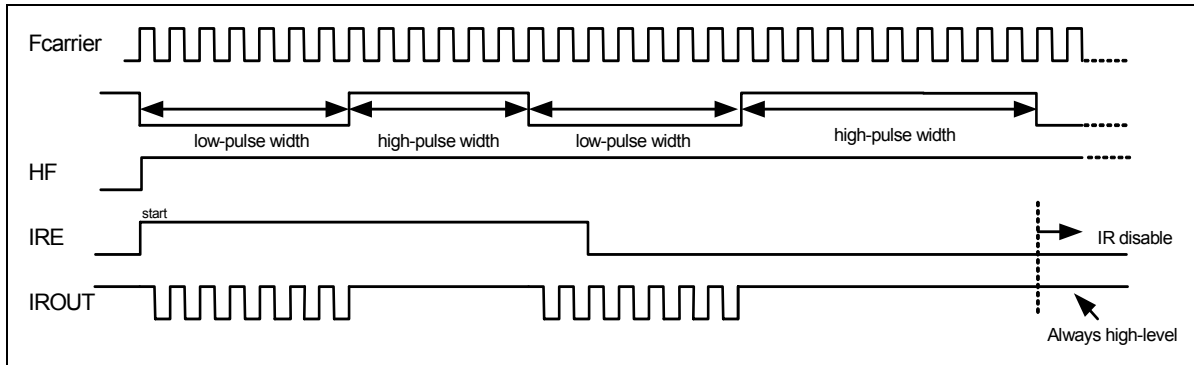 Fcarrier
low-pulse width
high-pulse width
low-pulse width
high-pulse width
HF
start
IRE
IR disable
IROUT
Always high-level